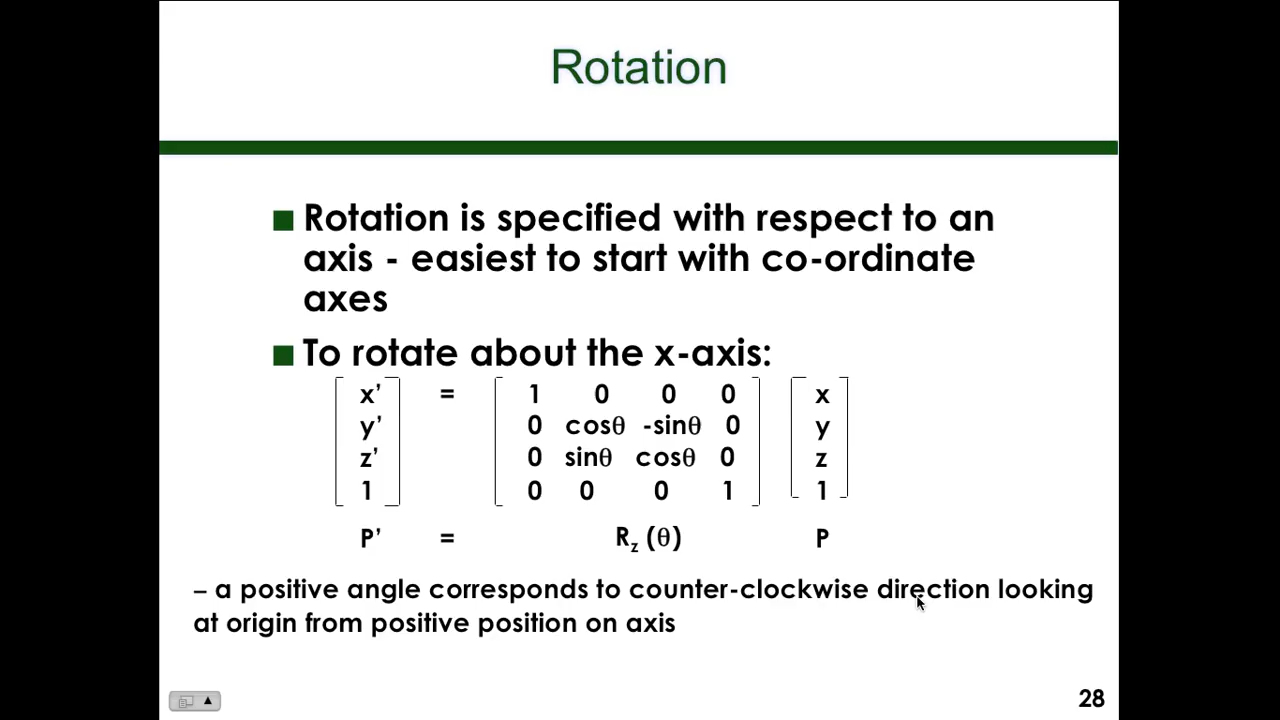 Rotation
Rotation is specified with respect to an
axis - easiest to start with co-ordinate
axes
To rotate about the x-axis:
x’ = 1 0 0 0 x
y’ 0 cosθ -sinθ 0 y
z’ 0 sinθ cosθ 0 z
1 0 0 0 1 1
P’ = Rz (θ) P
– a positive angle corresponds to counter-clockwise direction looking
at origin from positive position on axis
28